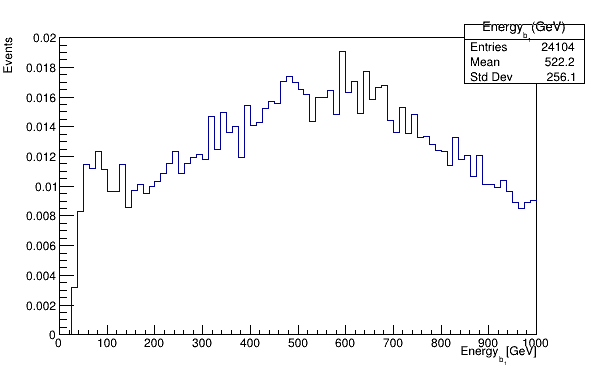 Energy_b₁(GeV)
Entries 24104
Mean 522.2
Std Dev 256.1
Events
0.02
0.018
0.016
0.014
0.012
0.01
0.008
0.006
0.004
0.002
0
0 100 200 300 400 500 600 700 800 900 1000
Energy_b₁[GeV]